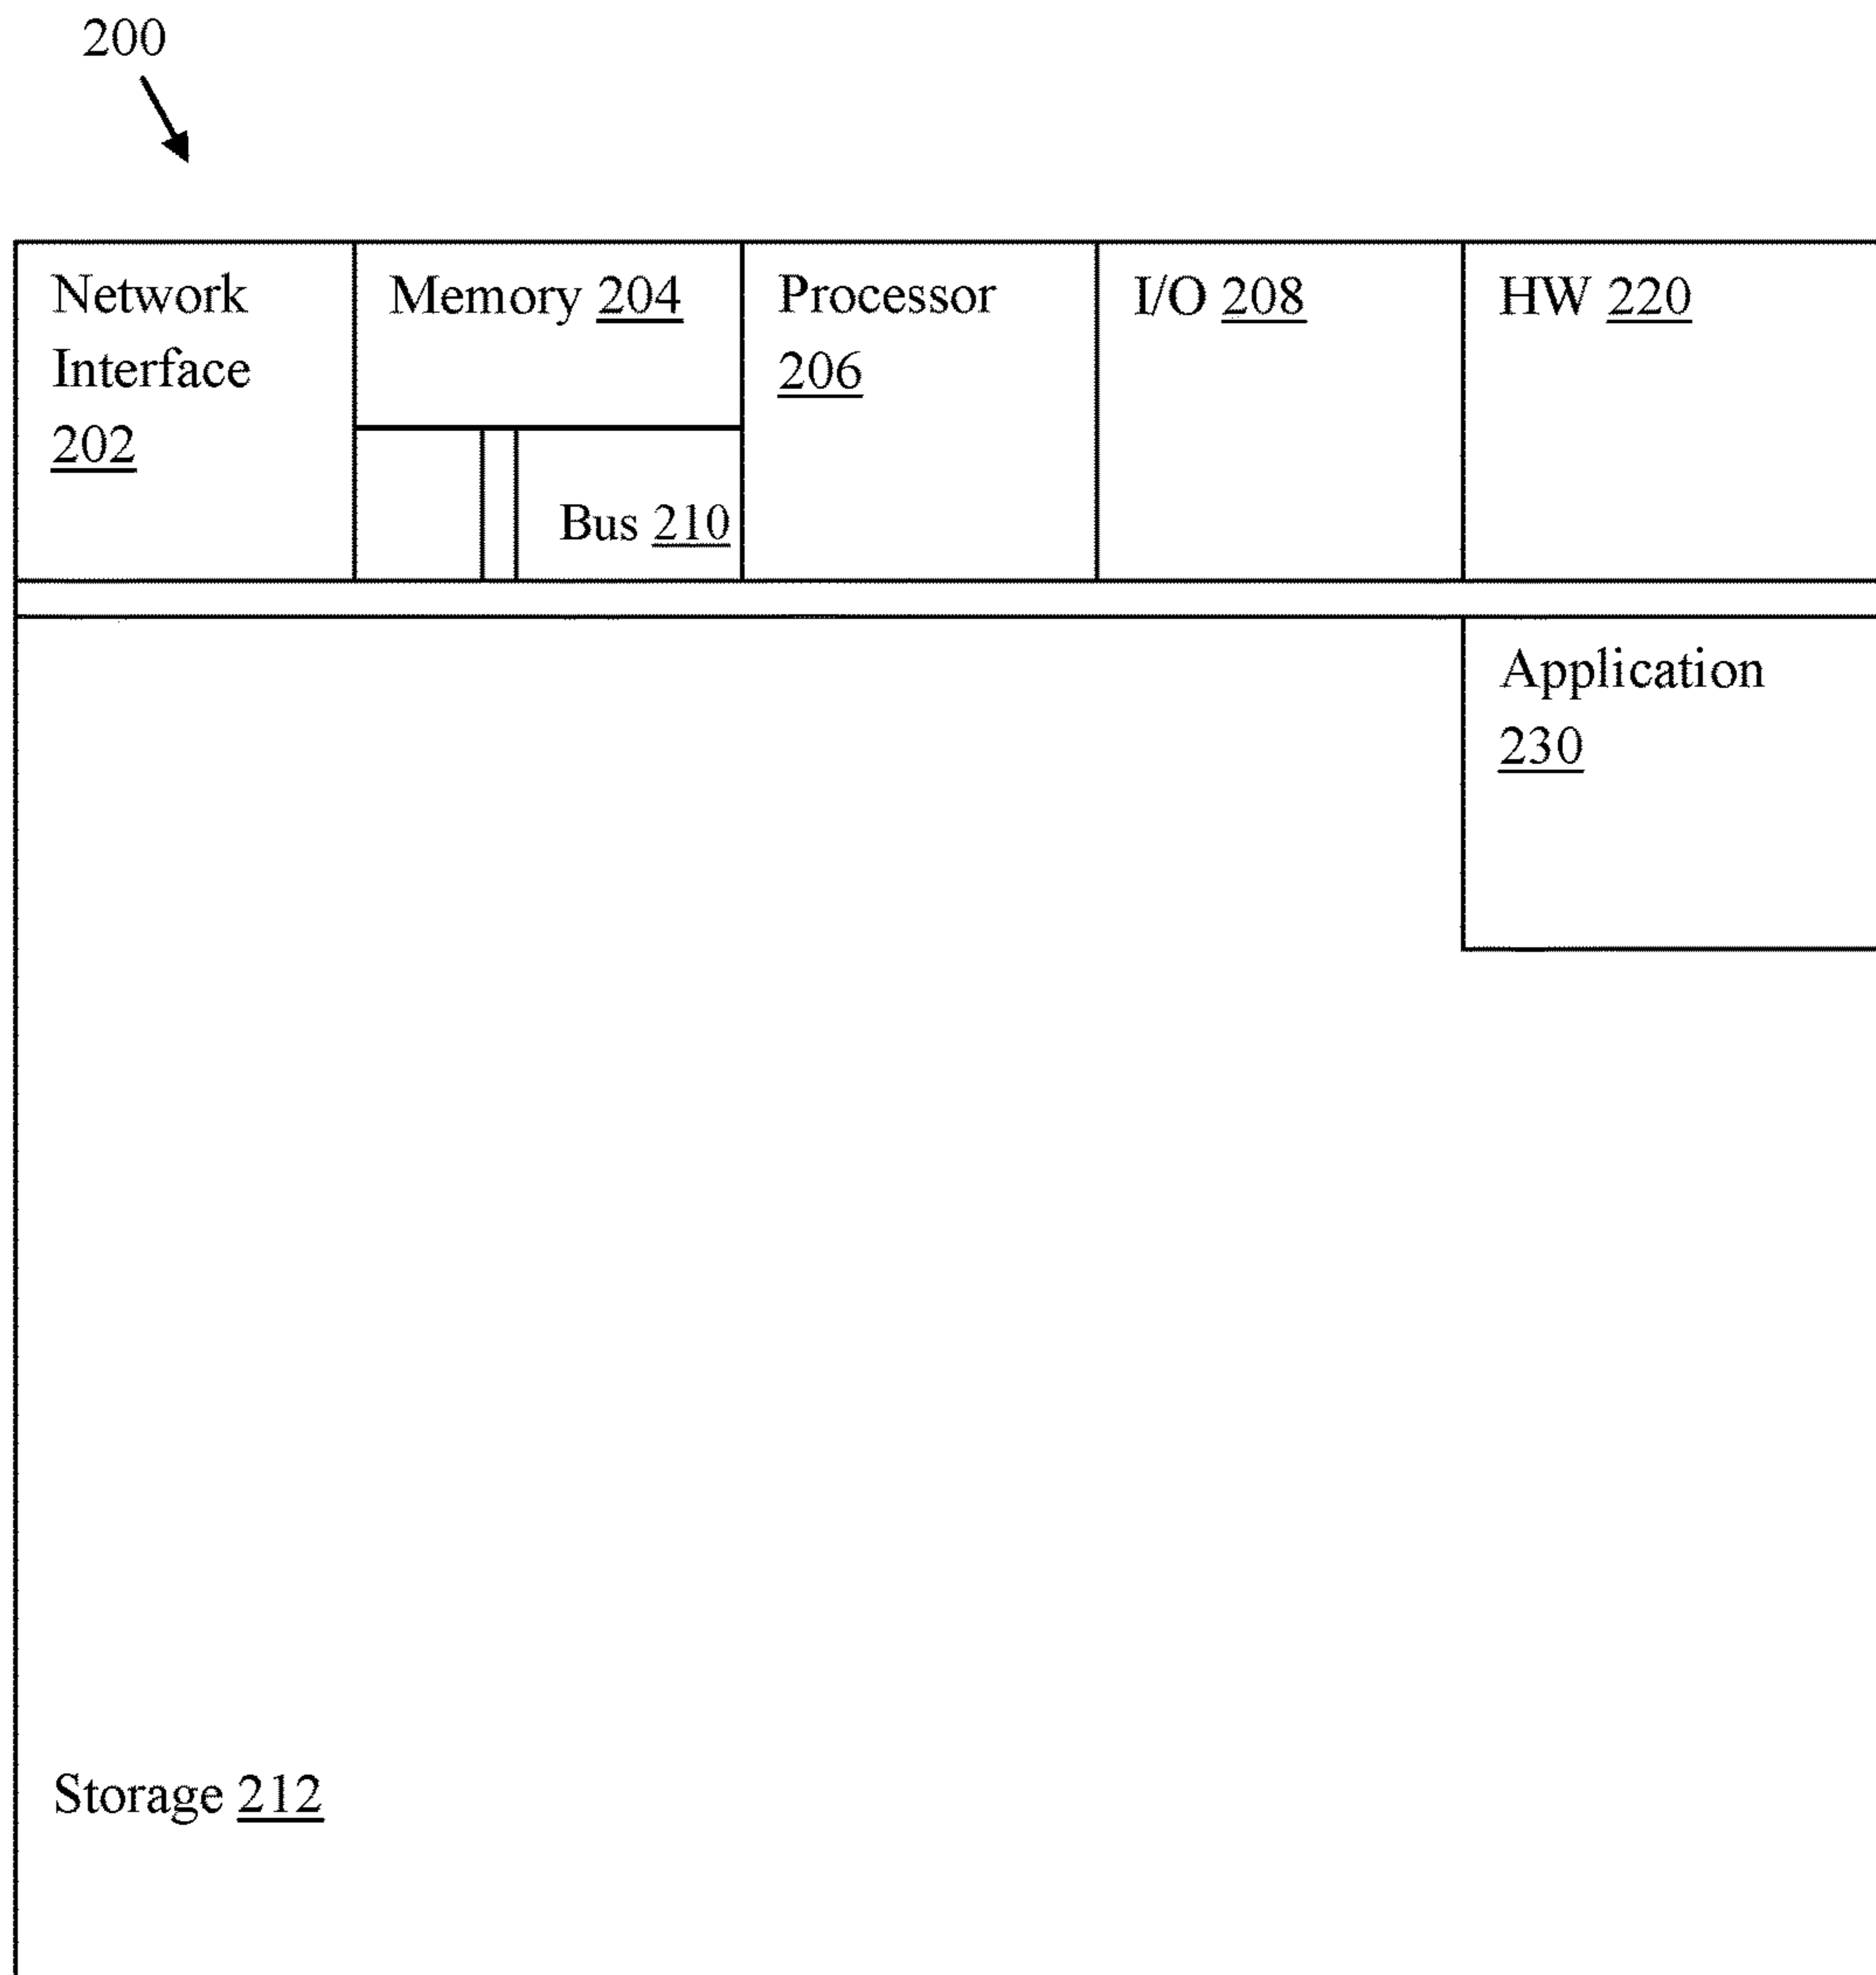 200
Network
Interface
202
Memory 204
Bus 210
Processor
206
I/O 208
HW 220
Application
230
Storage 212